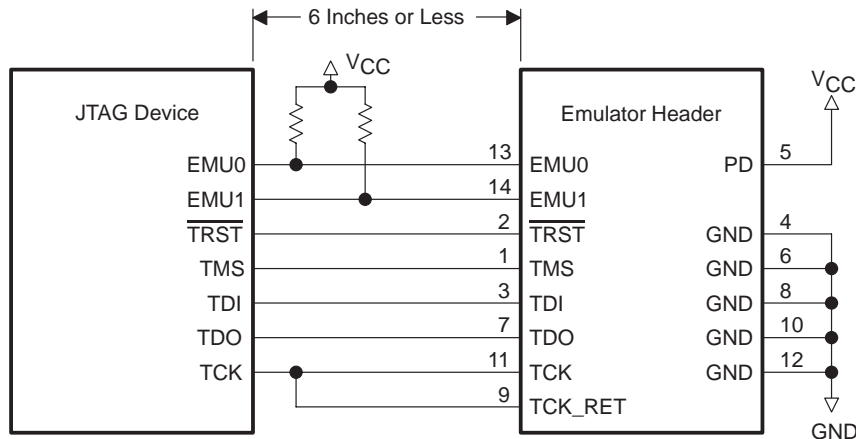 6 Inches or Less
VCC
VCC
JTAG Device
Emulator Header
EMU0 13 EMU0 PD 5
EMU1 14 EMU1
TRST 2 TRST GND 4
TMS 1 TMS GND 6
TDI 3 TDI GND 8
TDO 7 TDO GND 10
TCK 11 TCK GND 12
9 TCK_RET
GND